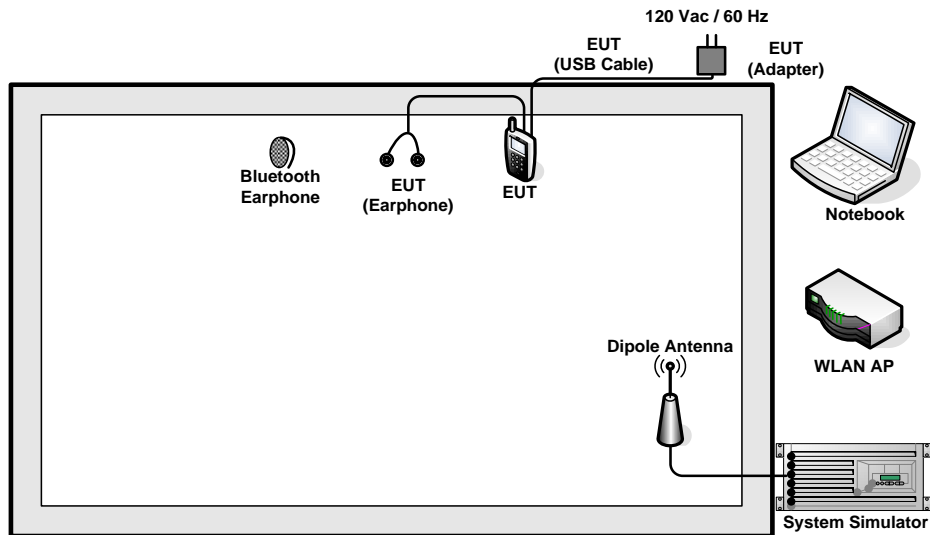 120 Vac / 60 Hz
EUT
(USB Cable)
EUT
(Adapter)
Bluetooth
Earphone
EUT
(Earphone)
EUT
Notebook
WLAN AP
Dipole Antenna
System Simulator